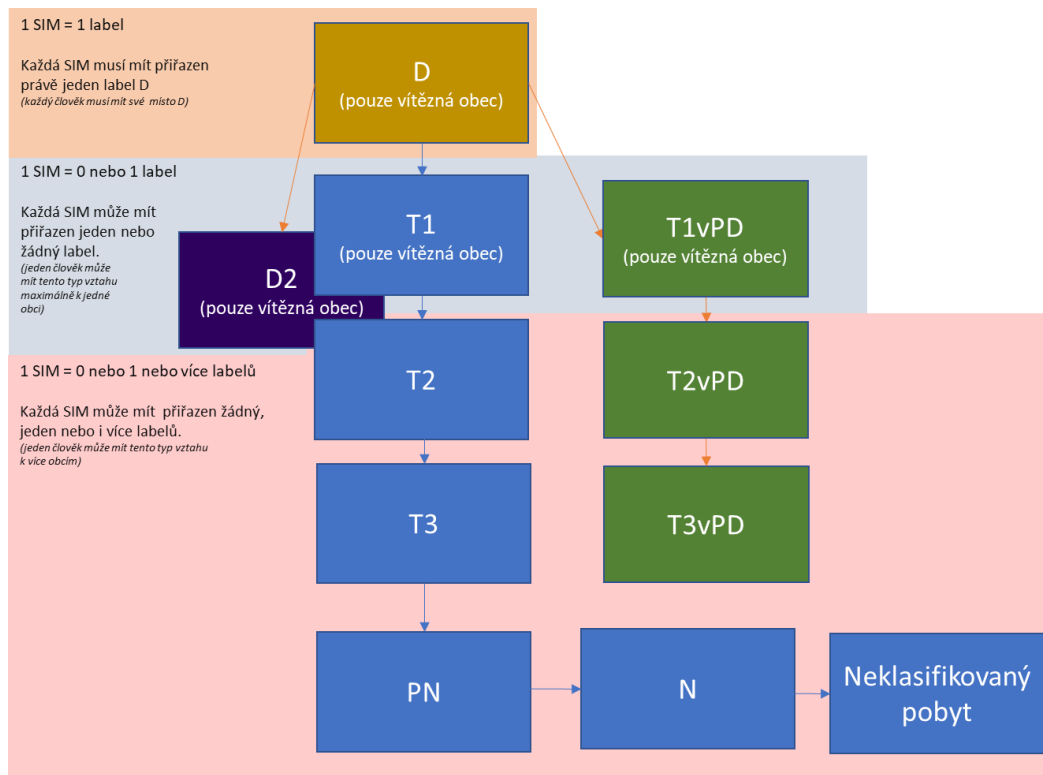 1 SIM = 1 label
Každá SIM musí mít přiřazen
právě jeden label D
(každý člověk musí mít své místo D)
D
(pouze vítězná obec)
1 SIM = 0 nebo 1 label
Každá SIM může mít
přiřazen jeden nebo
žádný label.
(jeden člověk může
mít tento typ vztahu
maximálně k jedné
obci)
T1
(pouze vítězná obec)
T1vPD
(pouze vítězná obec)
D2
(pouze vítězná obec)
1 SIM = 0 nebo 1 nebo více labelů
Každá SIM může mít přiřazen žádný,
jeden nebo i více labelů.
(jeden člověk může mít tento typ vztahu
k více obcím)
T2
T2vPD
T3
T3vPD
PN
N
Neklasifikovaný
pobyt